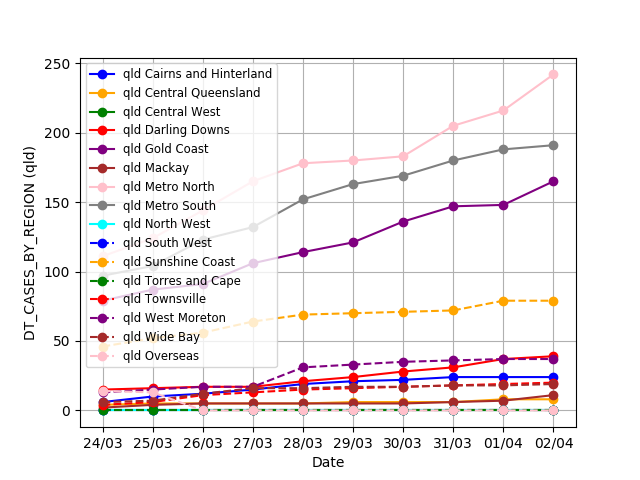 250
200
150
100
50
0
DT_CASES_BY_REGION (qld)
qld Cairns and Hinterland
qld Central Queensland
qld Central West
qld Darling Downs
qld Gold Coast
qld Mackay
qld Metro North
qld Metro South
qld North West
qld South West
qld Sunshine Coast
qld Torres and Cape
qld Townsville
qld West Moreton
qld Wide Bay
qld Overseas
24/03 25/03 26/03 27/03 28/03 29/03 30/03 31/03 01/04 02/04
Date